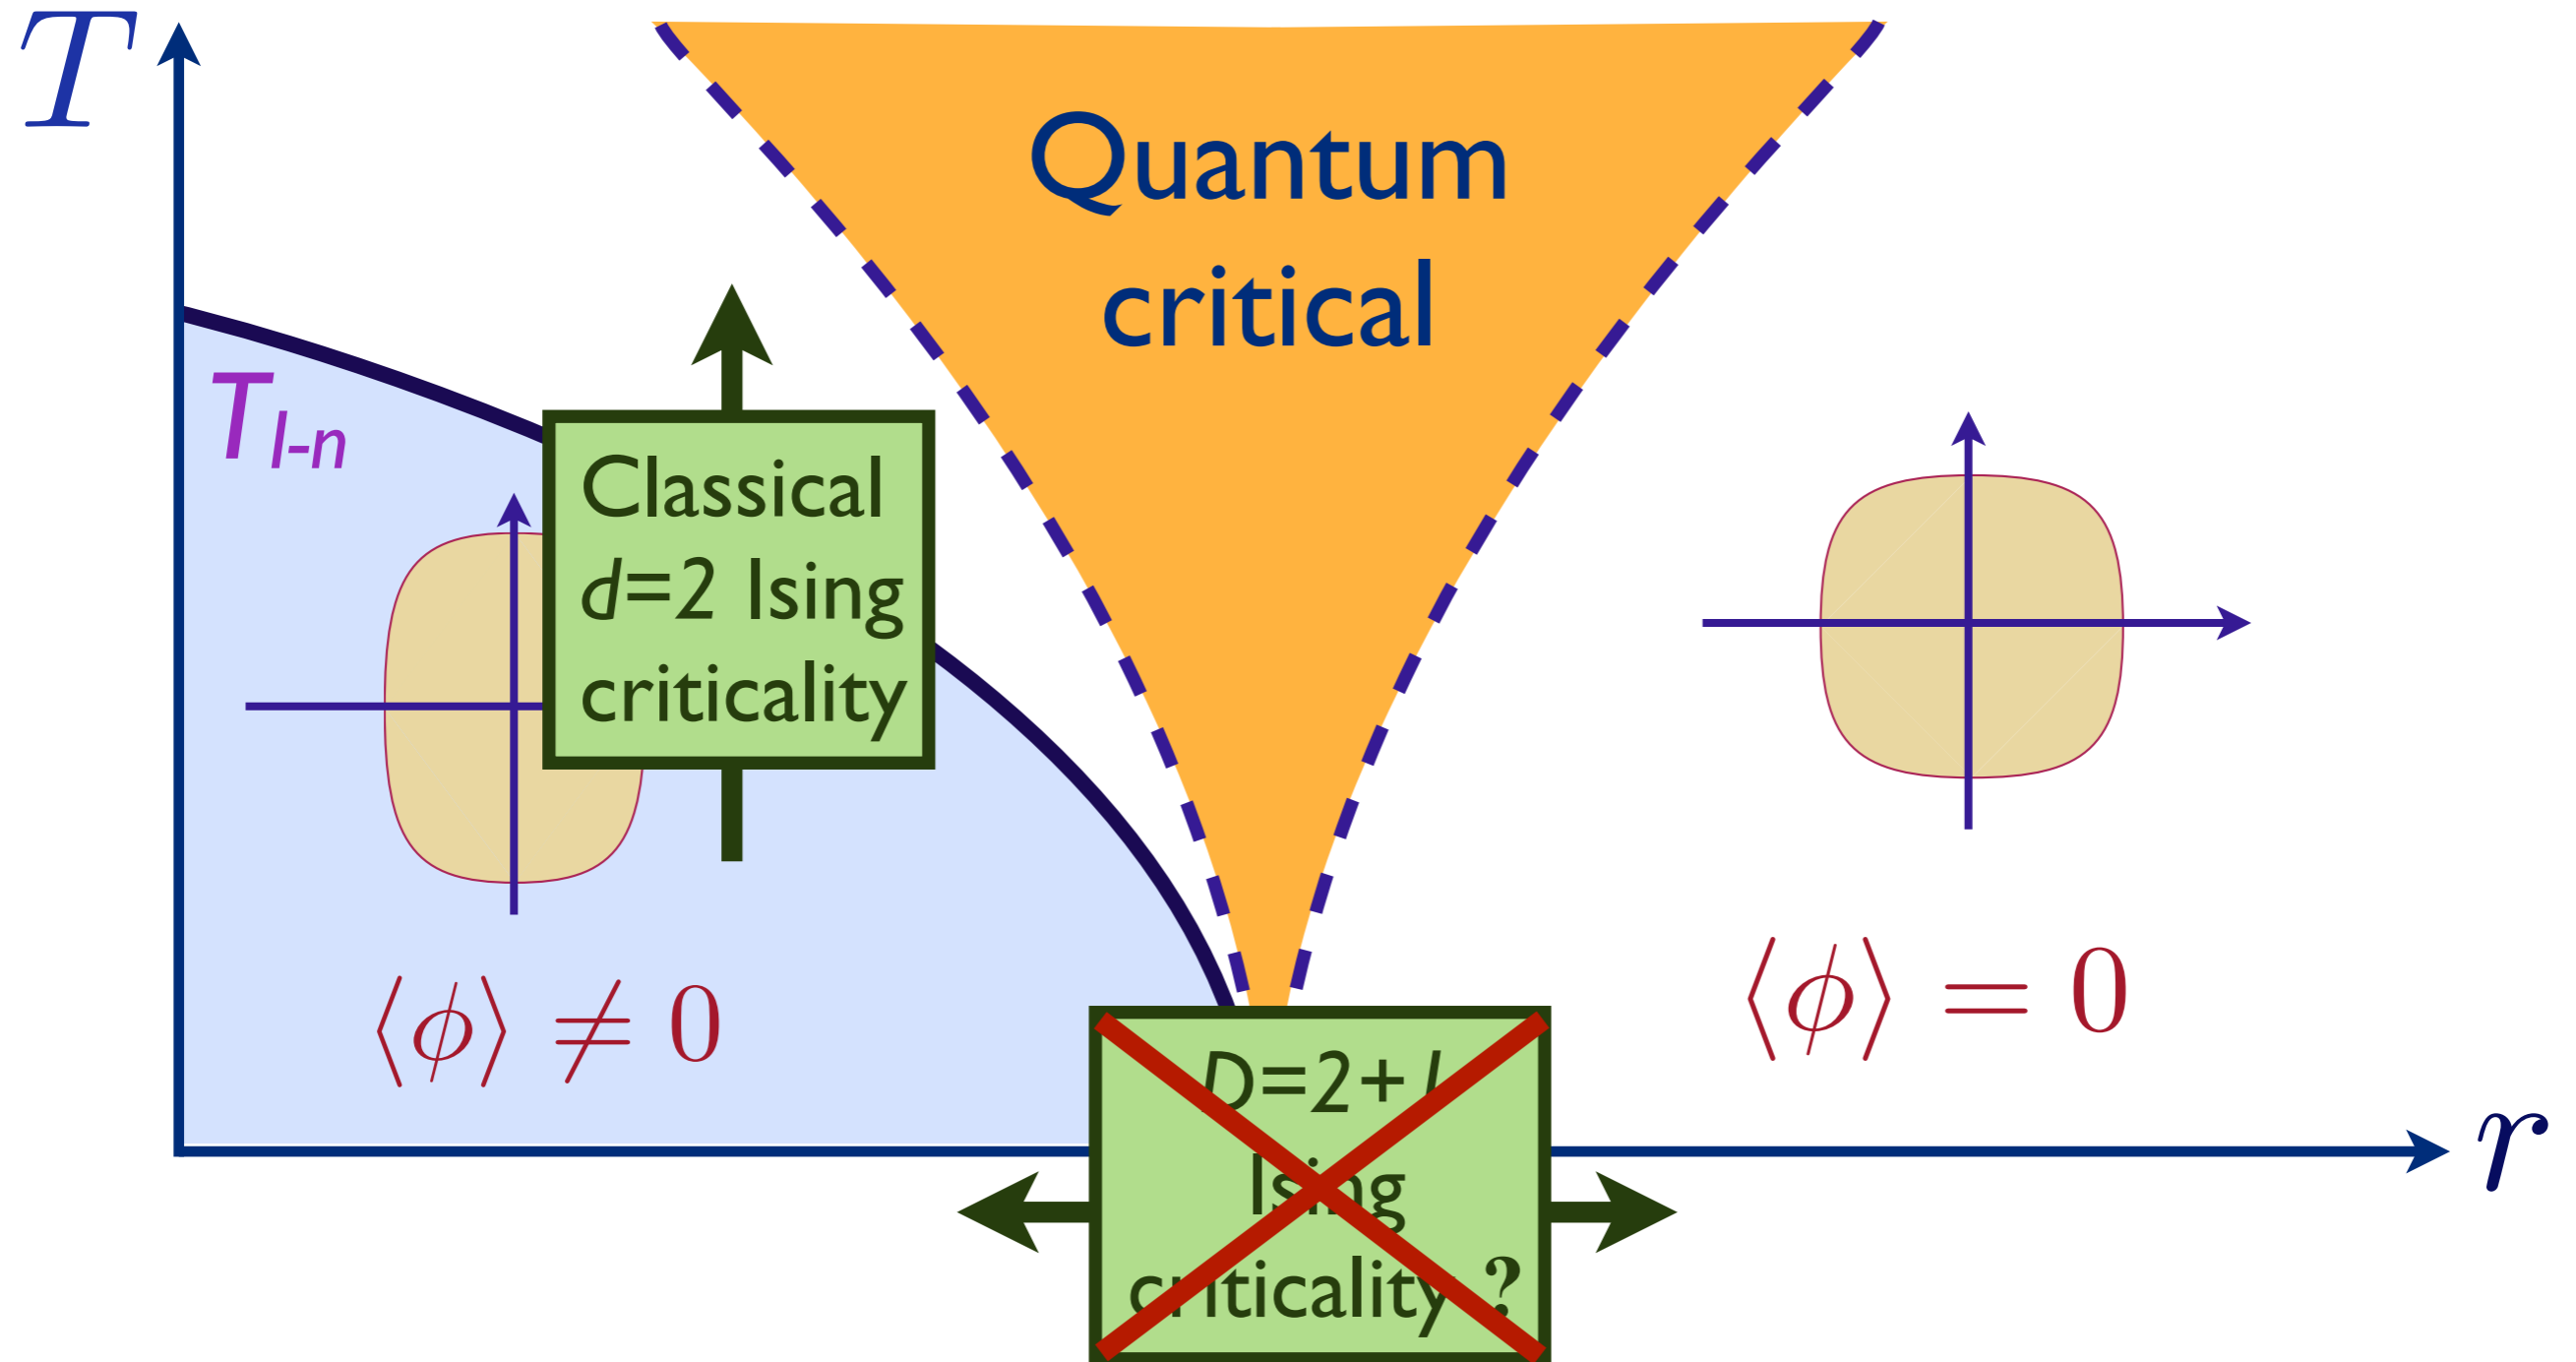 T
Quantum
critical
T_{I-n}
Classical
d=2 Ising
criticality
⟨ϕ⟩ ≠ 0
⟨ϕ⟩ = 0
D=2+1
Ising
criticality ?
r